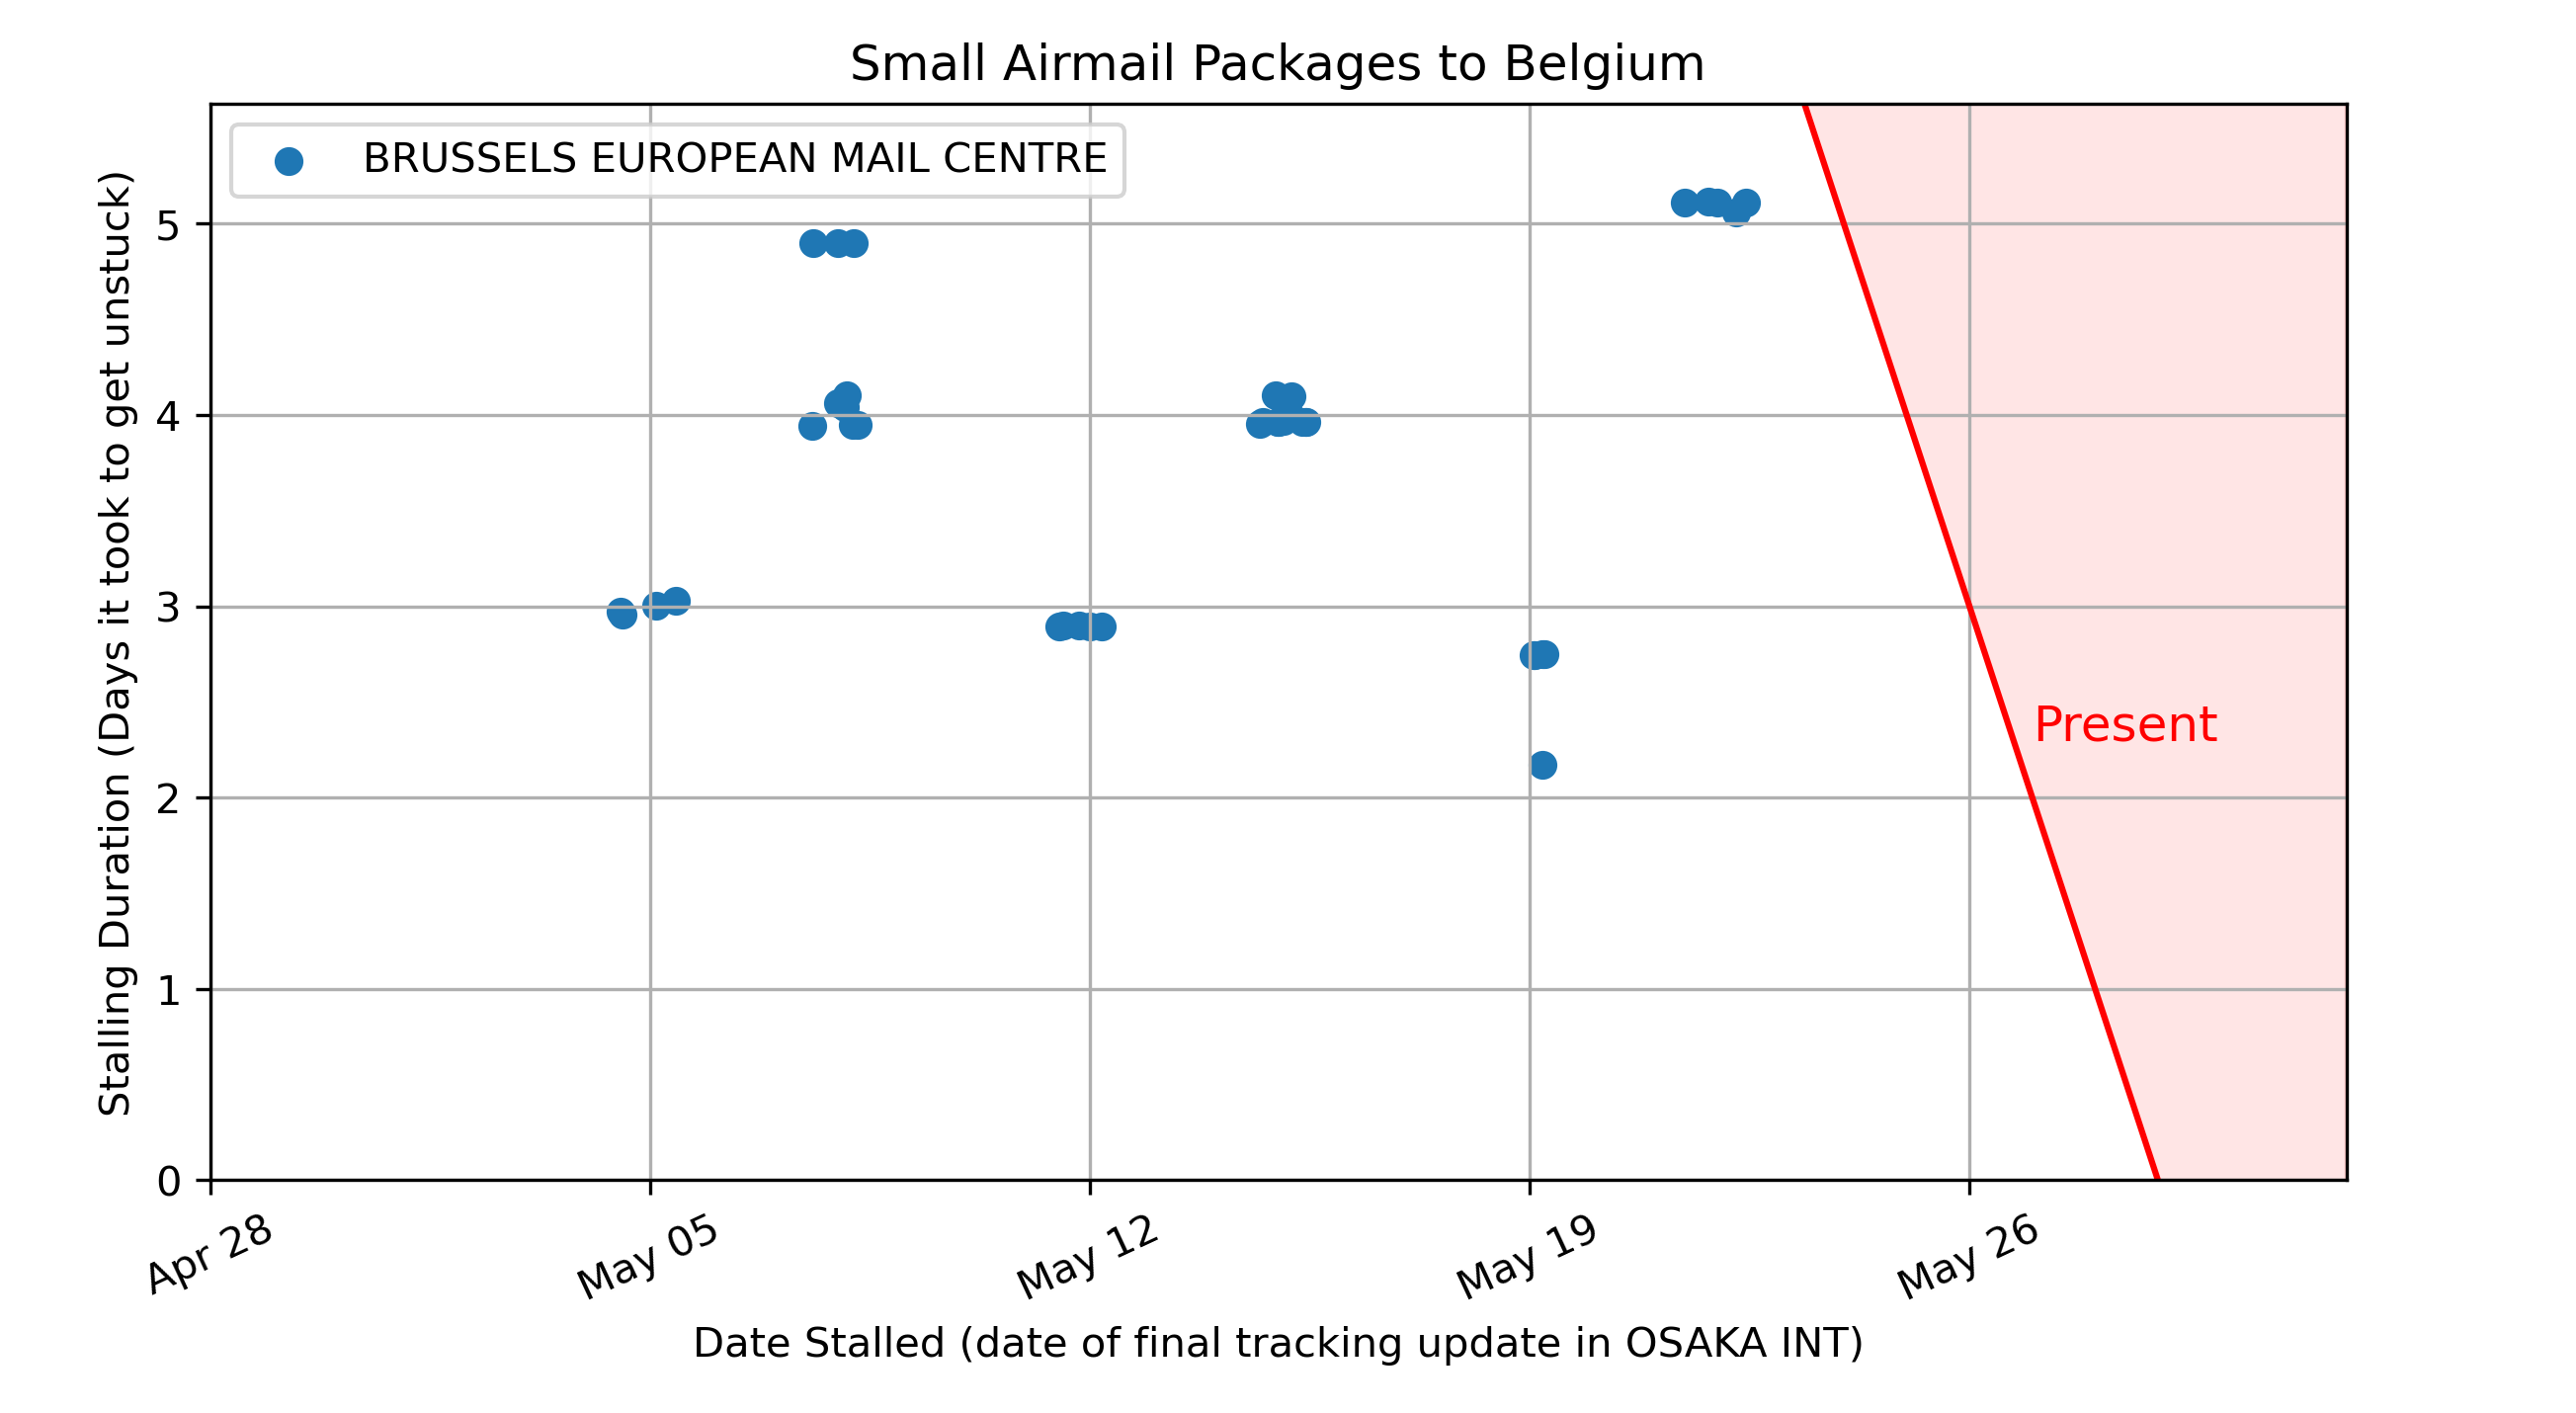 Small Airmail Packages to Belgium
BRUSSELS EUROPEAN MAIL CENTRE
Stalling Duration (Days it took to get unstuck)
5
4
3
2
1
0
Present
Apr 28
May 05
May 12
May 19
May 26
Date Stalled (date of final tracking update in OSAKA INT)